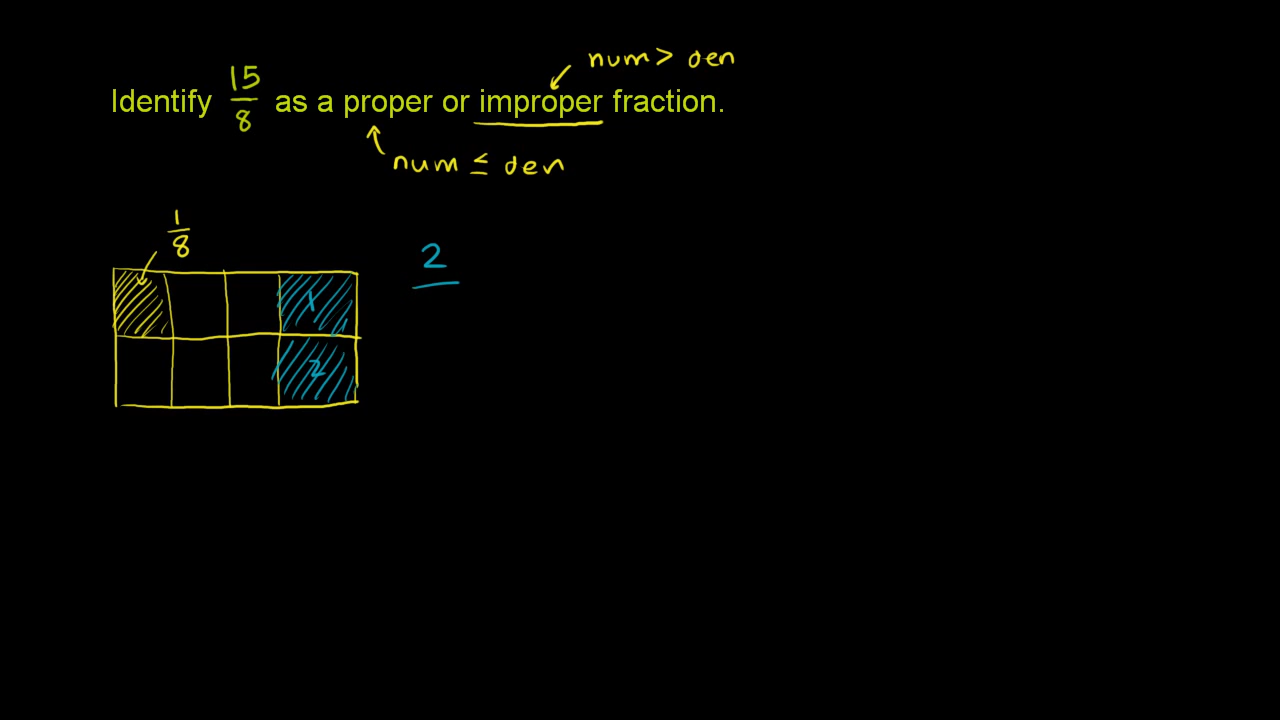 num > den
Identify 15/8 as a proper or improper fraction.
num ≤ den
1/8
2
1
2